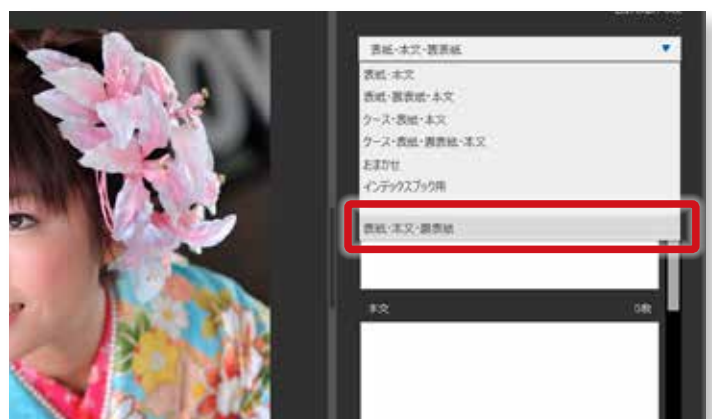 表紙・本文・裏表紙
表紙・本文
表紙・裏表紙・本文
ケース・表紙・本文
ケース・表紙・裏表紙・本文
おまかせ
インデックスブック用
表紙・本文・裏表紙
本文 0枚